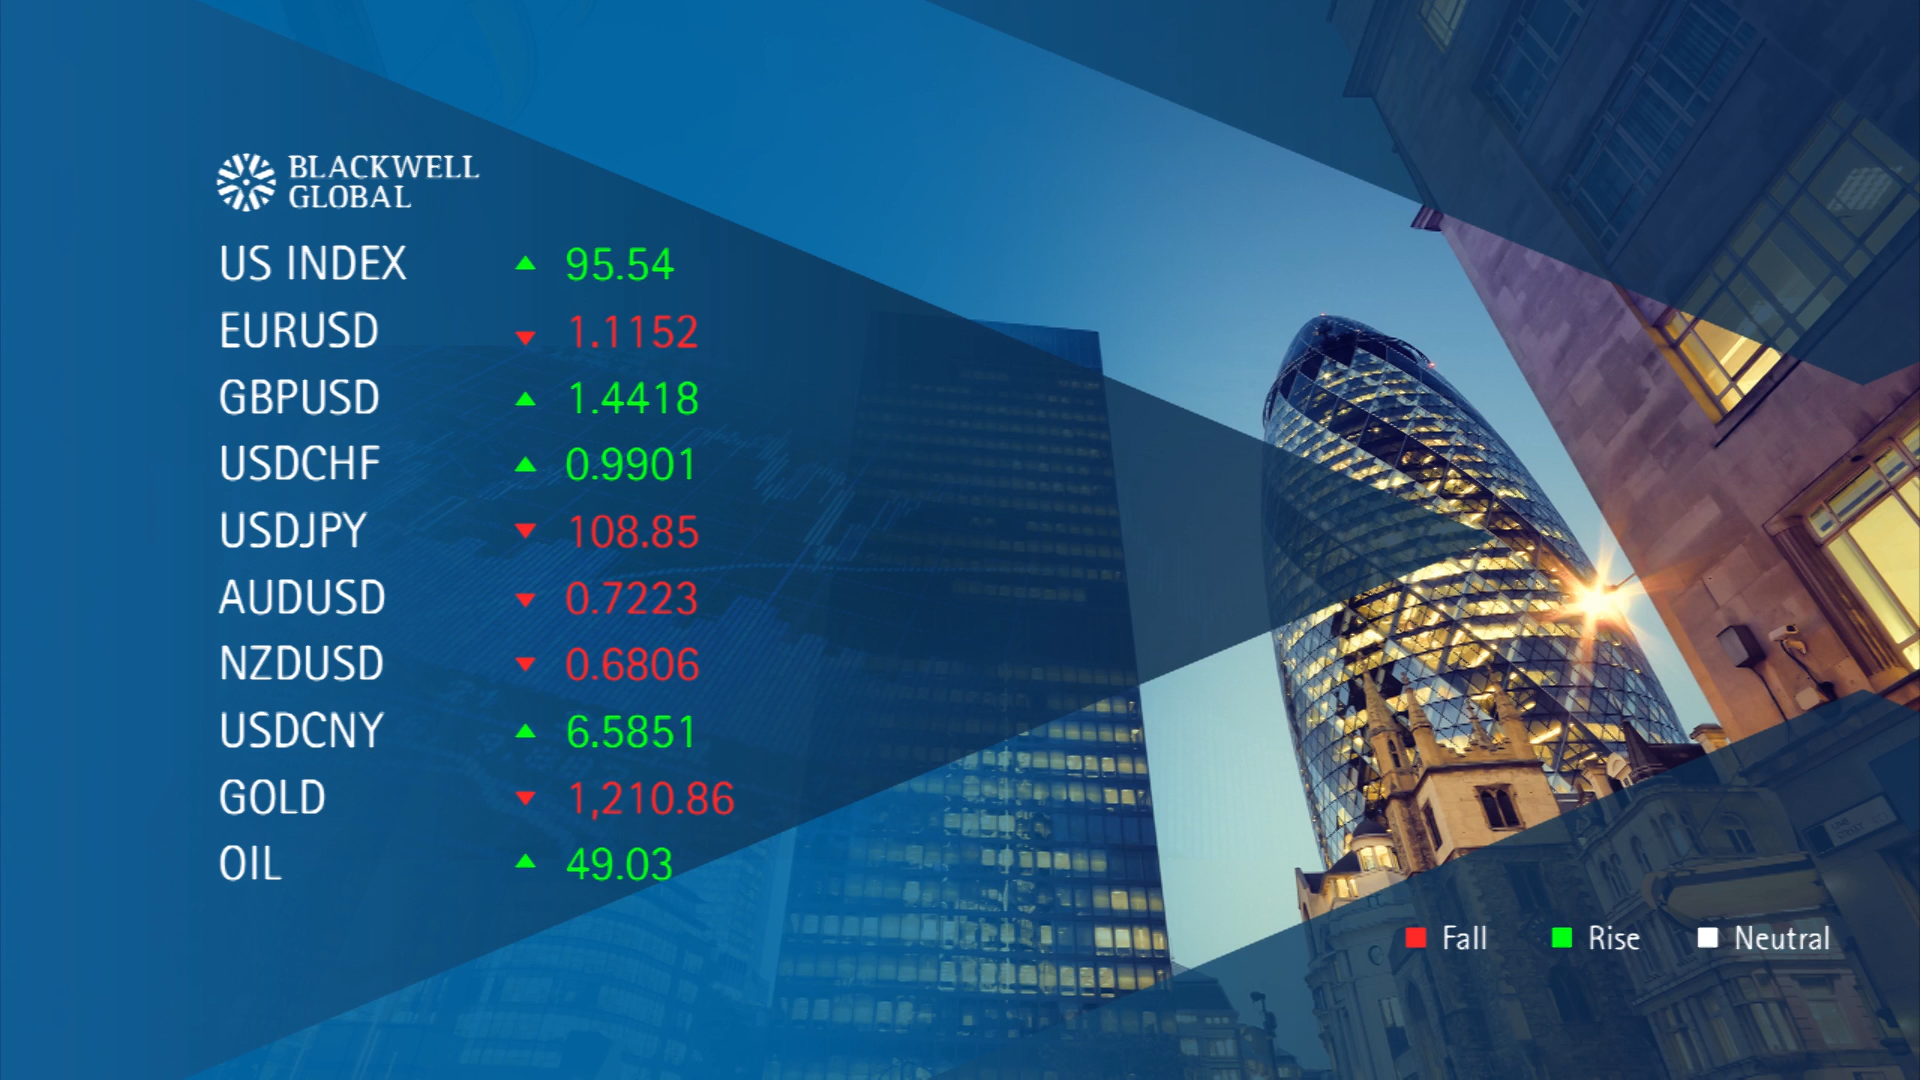 BLACKWELL
GLOBAL
US INDEX ▲ 95.54
EURUSD ▼ 1.1152
GBPUSD ▲ 1.4418
USDCHF ▲ 0.9901
USDJPY ▼ 108.85
AUDUSD ▼ 0.7223
NZDUSD ▼ 0.6806
USDCNY ▲ 6.5851
GOLD ▼ 1,210.86
OIL ▲ 49.03
Fall Rise Neutral